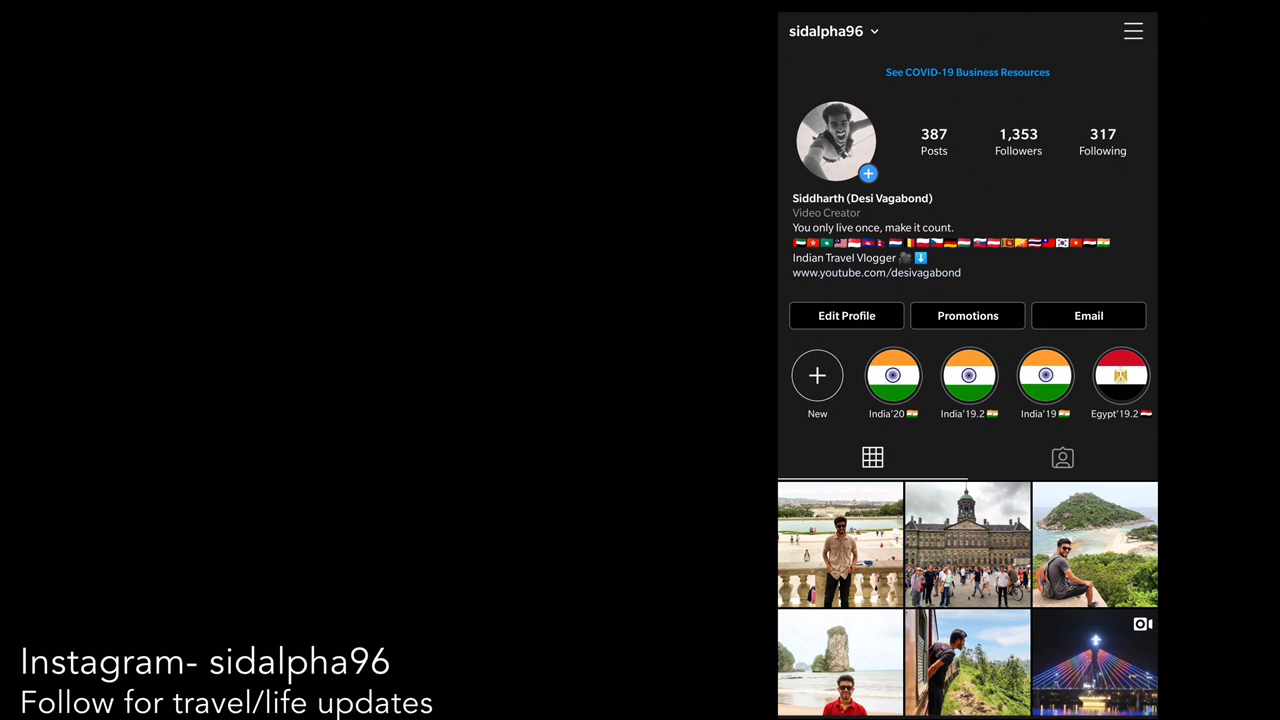 sidalpha96
See COVID-19 Business Resources
387 1,353 317
Posts Followers Following
Siddharth (Desi Vagabond)
Video Creator
You only live once, make it count.
Indian Travel Vlogger
www.youtube.com/desivagabond
Edit Profile Promotions Email
New India'20 India'19.2 India'19 Egypt'19.2
Instagram- sidalpha96
Follow for travel/life updates